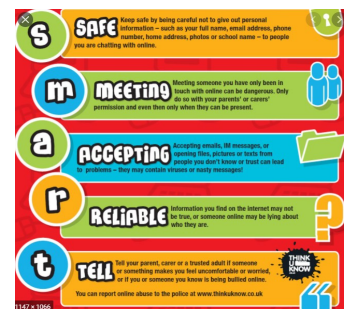 s SAFE Keep safe by being careful not to give out personal
information – such as your full name, email address, phone
number, home address, photos or school name – to people
you are chatting with online.
m MEETING Meeting someone you have only been in
touch with online can be dangerous. Only
do so with your parents' or carers'
permission and even then only when they can be present.
a ACCEPTING Accepting emails, IM messages, or
opening files, pictures or texts from
people you don't know or trust can lead
to problems – they may contain viruses or nasty messages!
r RELIABLE Information you find on the internet may not
be true, or someone online may be lying about
who they are.
t TELL Tell your parent, carer or a trusted adult if someone
or something makes you feel uncomfortable or worried,
or if you or someone you know is being bullied online.
You can report online abuse to the police at www.thinkuknow.co.uk
THINK
U
KNOW
1147 × 1066